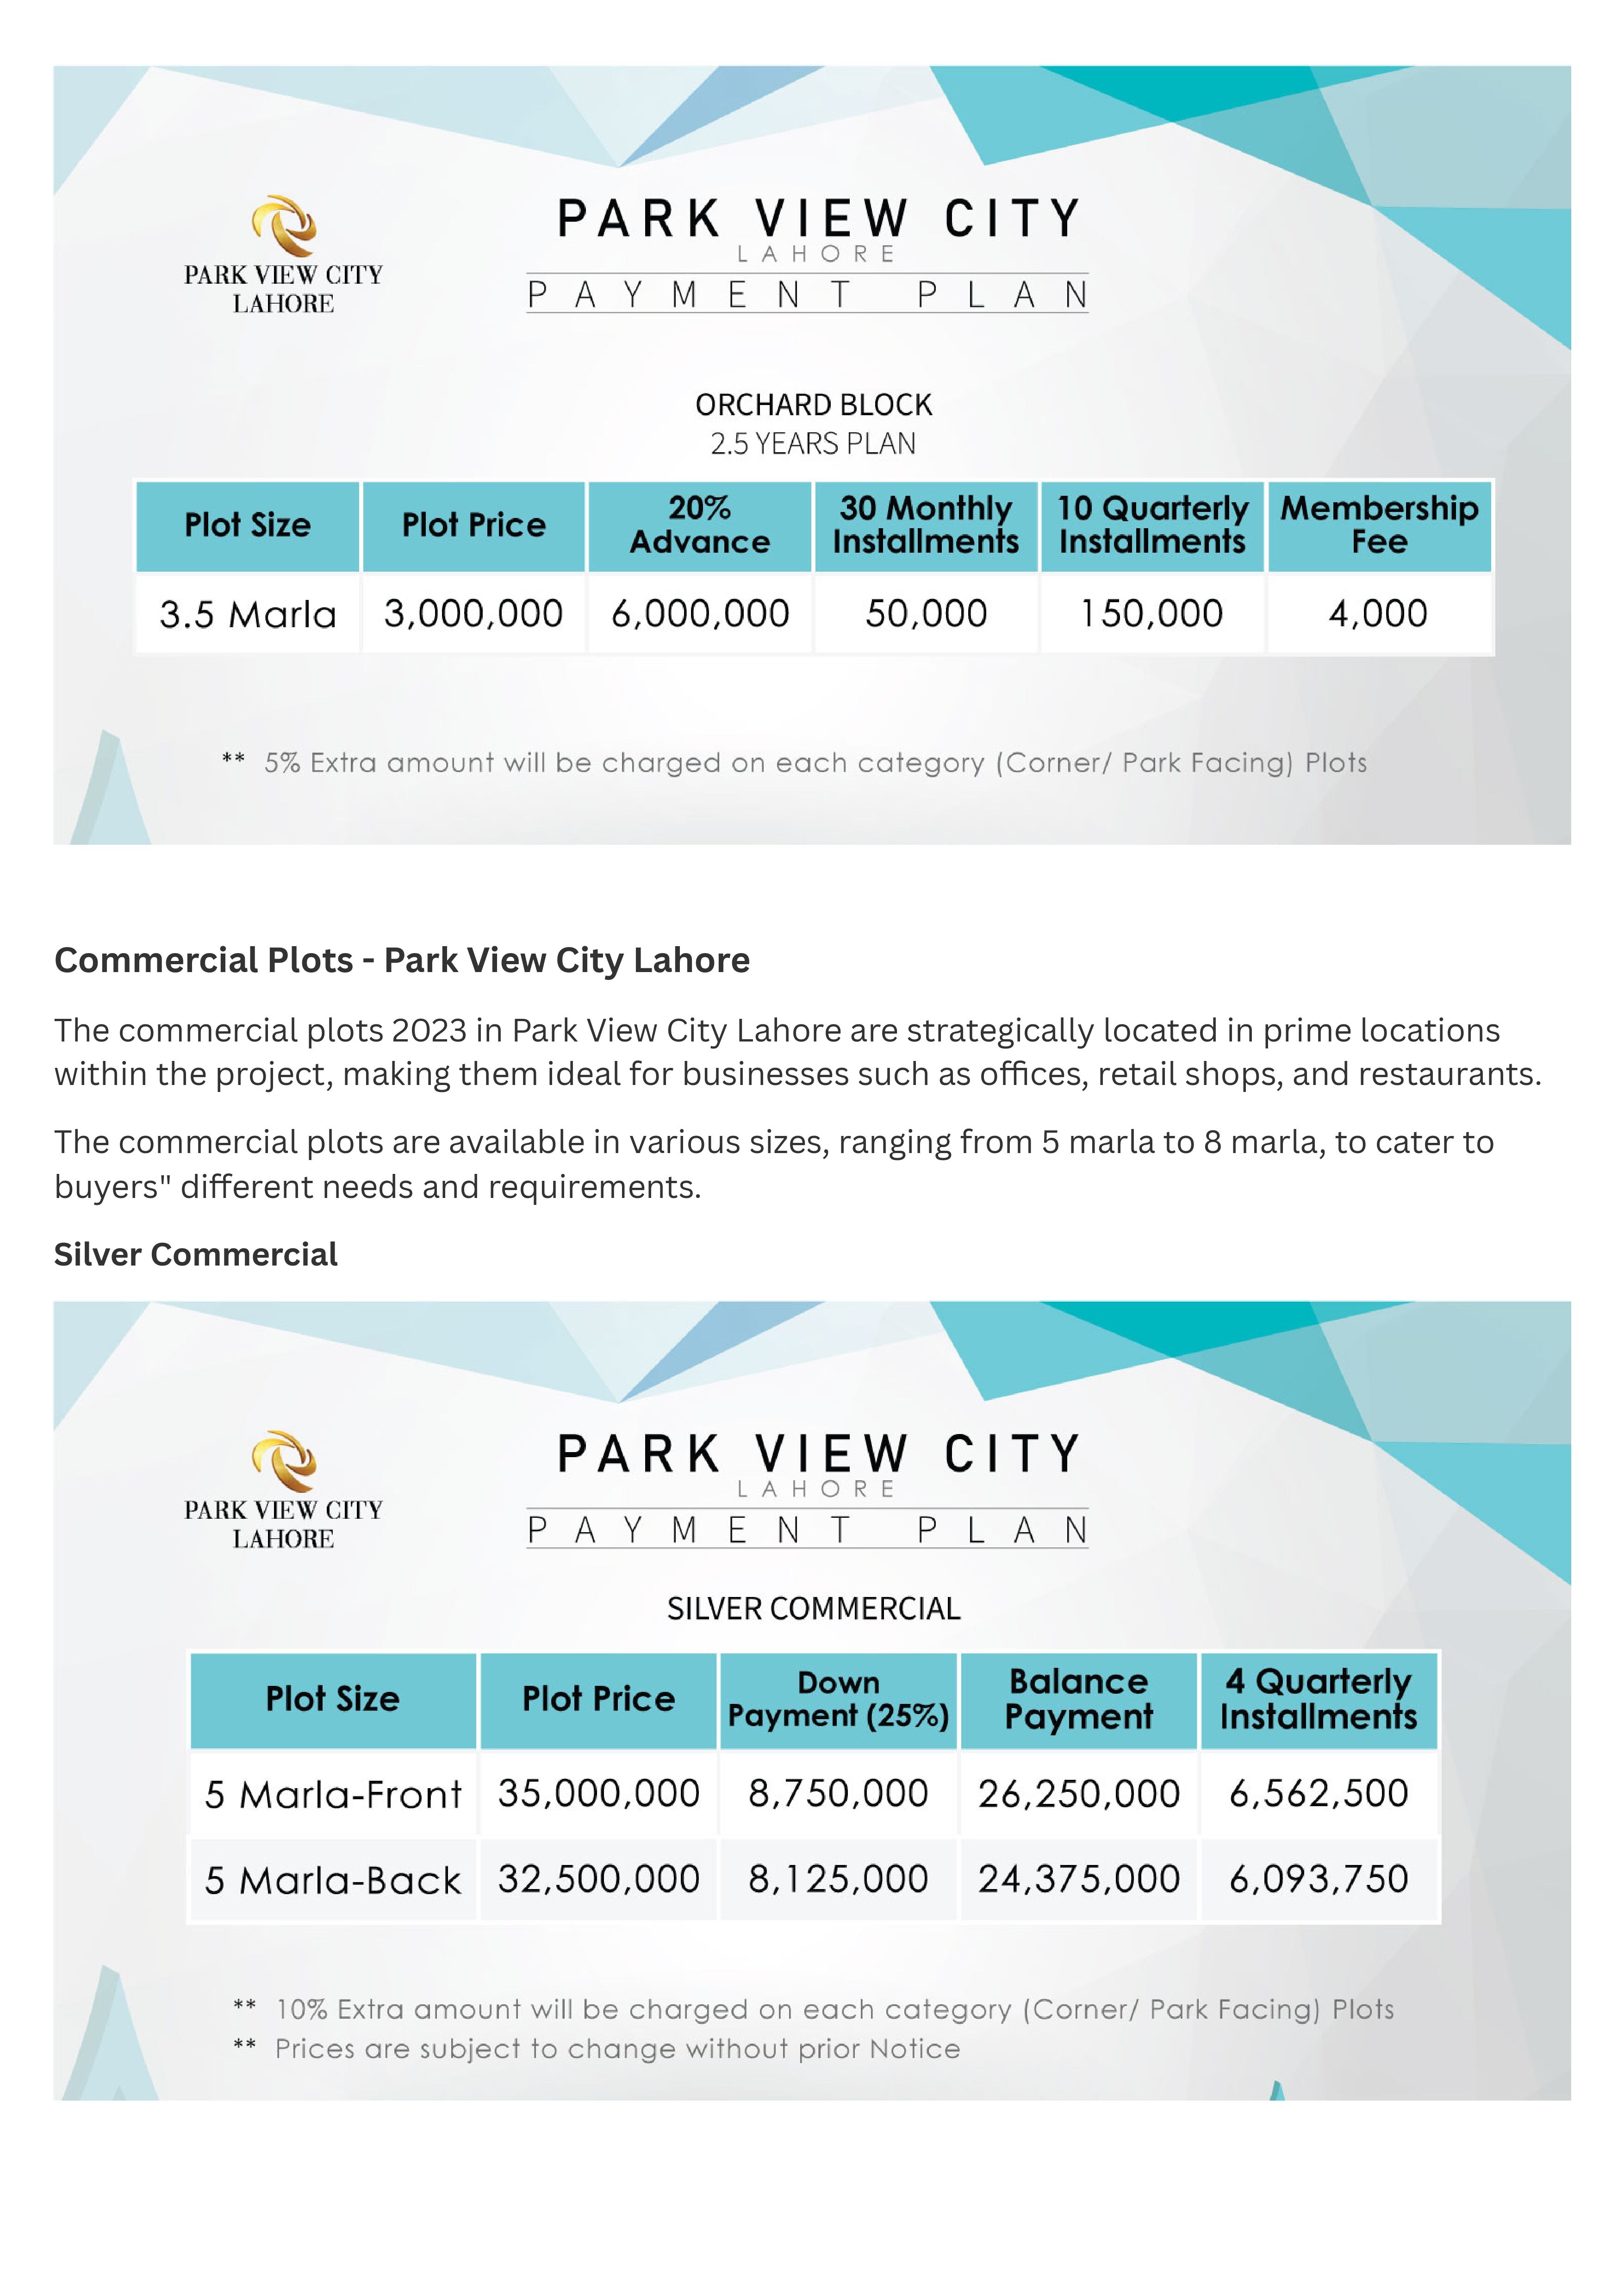 PARK VIEW CITY
LAHORE
PARK VIEW CITY
LAHORE
PAYMENT PLAN
ORCHARD BLOCK
2.5 YEARS PLAN
Plot Size Plot Price 20% Advance 30 Monthly Installments 10 Quarterly Installments Membership Fee
3.5 Marla 3,000,000 6,000,000 50,000 150,000 4,000
** 5% Extra amount will be charged on each category (Corner/ Park Facing) Plots
Commercial Plots - Park View City Lahore
The commercial plots 2023 in Park View City Lahore are strategically located in prime locations
within the project, making them ideal for businesses such as offices, retail shops, and restaurants.
The commercial plots are available in various sizes, ranging from 5 marla to 8 marla, to cater to
buyers" different needs and requirements.
Silver Commercial
PARK VIEW CITY
LAHORE
PARK VIEW CITY
LAHORE
PAYMENT PLAN
SILVER COMMERCIAL
Plot Size Plot Price Down Payment (25%) Balance Payment 4 Quarterly Installments
5 Marla-Front 35,000,000 8,750,000 26,250,000 6,562,500
5 Marla-Back 32,500,000 8,125,000 24,375,000 6,093,750
** 10% Extra amount will be charged on each category (Corner/ Park Facing) Plots
** Prices are subject to change without prior Notice